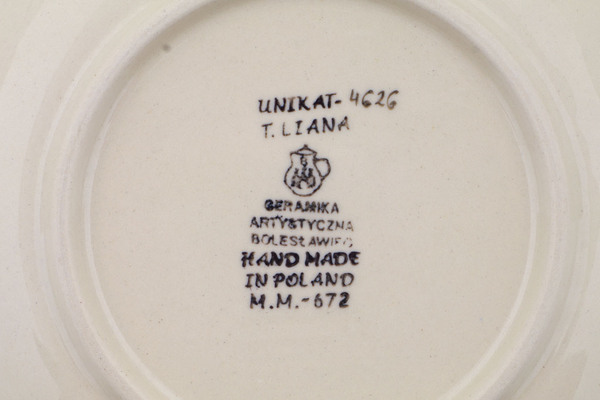 UNIKAT- 4626
T. LIANA
CERAMIKA
ARTYSTYCZNA
BOLESŁAWIEC
HAND MADE
IN POLAND
M.M.-672